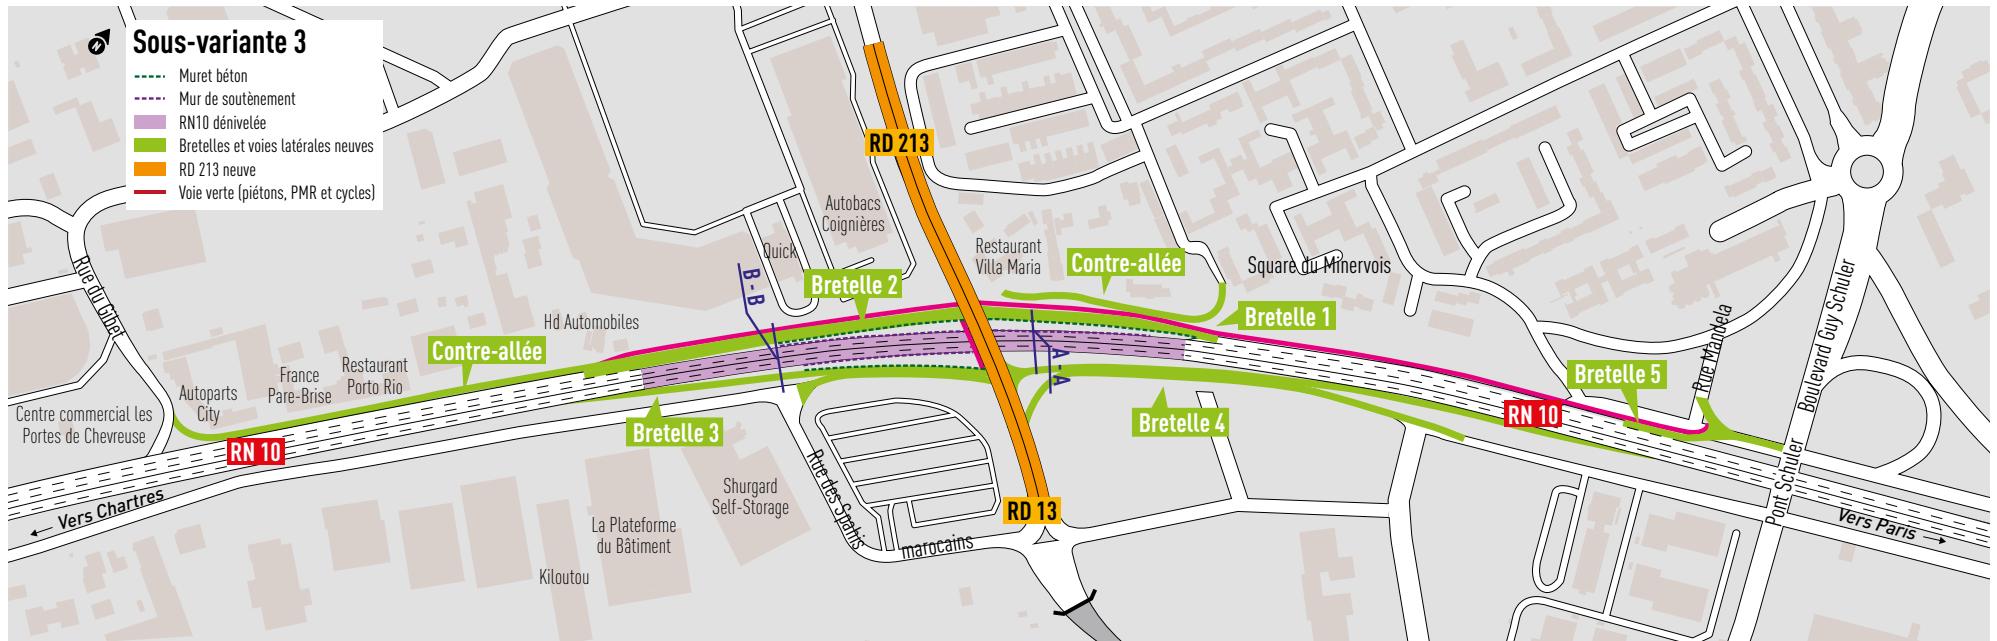 Sous-variante 3
N
Muret béton
Mur de soutènement
RN10 dénivelée
Bretelles et voies latérales neuves
RD 213 neuve
Voie verte (piétons, PMR et cycles)
RD 213
Autobacs
Coignières
Quick
B - B
Bretelle 2
Restaurant
Villa Maria
Contre-allée
Square du Minervois
Bretelle 1
Rue du Gibet
Hd Automobiles
Contre-allée
Restaurant
Porto Rio
France
Pare-Brise
Autoparts
City
Centre commercial les
Portes de Chevreuse
RN 10
Vers Chartres
Bretelle 3
A - A
Bretelle 4
Bretelle 5
RN 10
Rue Mandela
Boulevard Guy Schuler
Pont Schuler
Vers Paris
Rue des Spahis
marocains
RD 13
Shurgard
Self-Storage
La Plateforme
du Bâtiment
Kiloutou